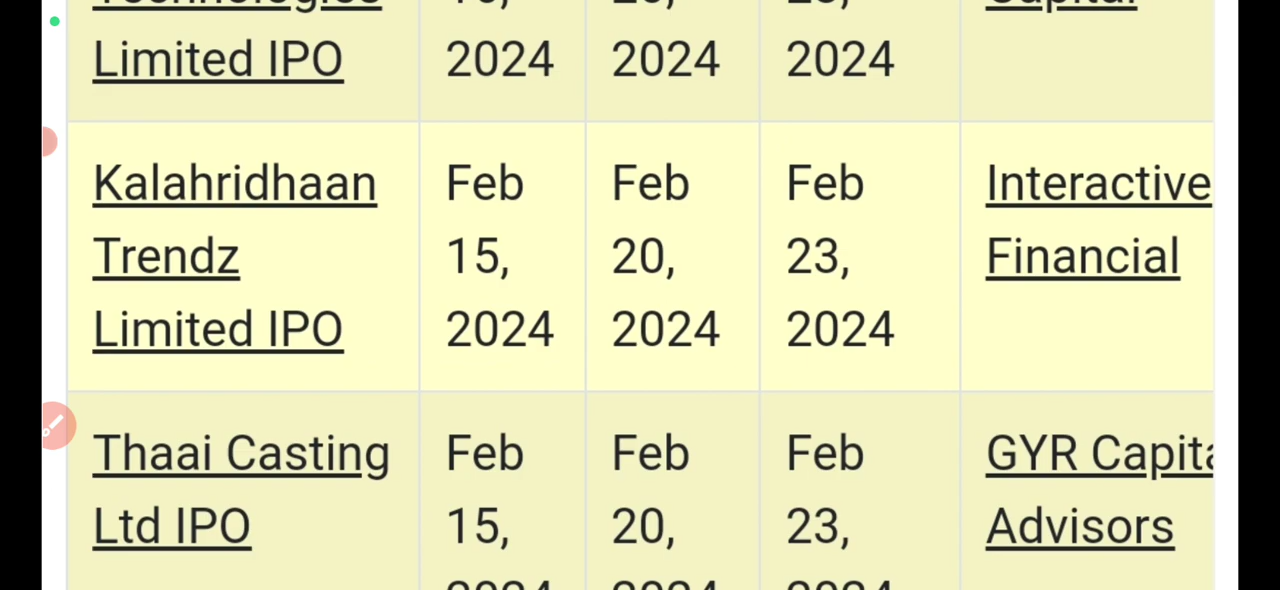 Limited IPO 2024 2024 2024
Kalahridhaan Feb Feb Feb Interactive
Trendz 15, 20, 23, Financial
Limited IPO 2024 2024 2024
Thaai Casting Feb Feb Feb GYR Capita
Ltd IPO 15, 20, 23, Advisors